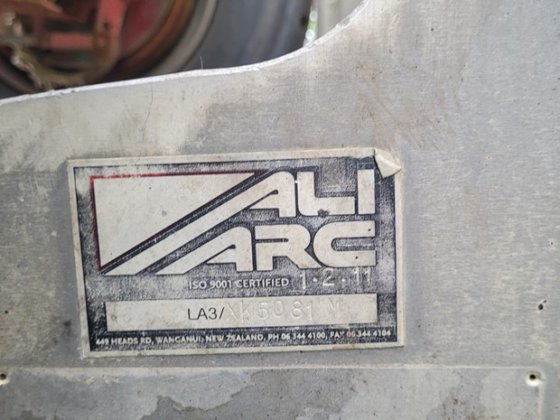 ALI
ARC
ISO 9001 CERTIFIED 1.2.11
LA3/XK5081 M
449 HEADS RD, WANGANUI, NEW ZEALAND, PH 06 344 4100, FAX 06 344 4104